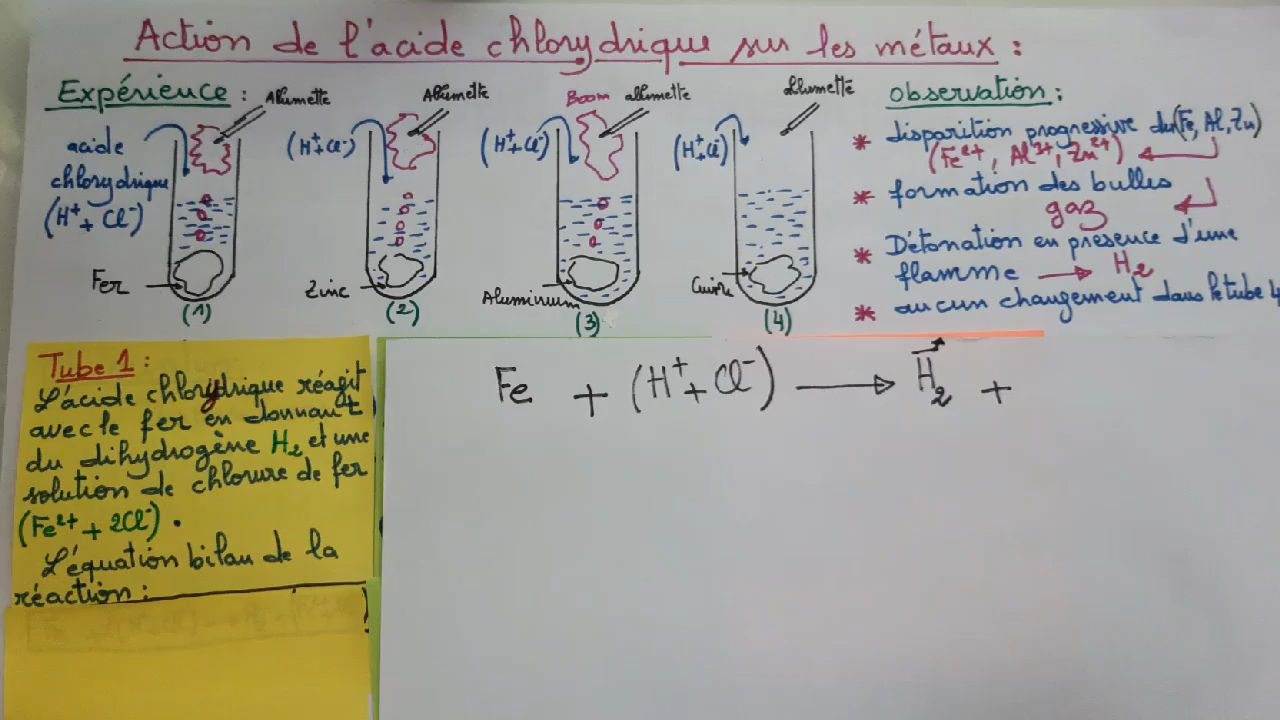 Action de l'acide chlorydrique sur les métaux :
Expérience :
Allumette
acide
chlorydrique
(H⁺ + Cl⁻)
Fer
(1)
Allumette
(H⁺+Cl⁻)
Zinc
(2)
Boom allumette
(H⁺+Cl⁻)
Aluminium
(3)
Allumette
(H⁺+Cl⁻)
Cuivre
(4)
observation :
* disparition progressive du (Fe, Al, Zn)
(Fe²⁺, Al³⁺, Zn²⁺)
* formation des bulles
gaz
* Détonation en présence d'une
flamme → H₂
* aucun changement dans le tube 4
Tube 1 :
L'acide chlorydrique réagit
avec le fer en donnant
du dihydrogène H₂ et une
solution de chlorure de fer
(Fe²⁺ + 2Cl⁻).
L'équation bilan de la
réaction :
Fe + (H⁺ + Cl⁻) → H₂ +